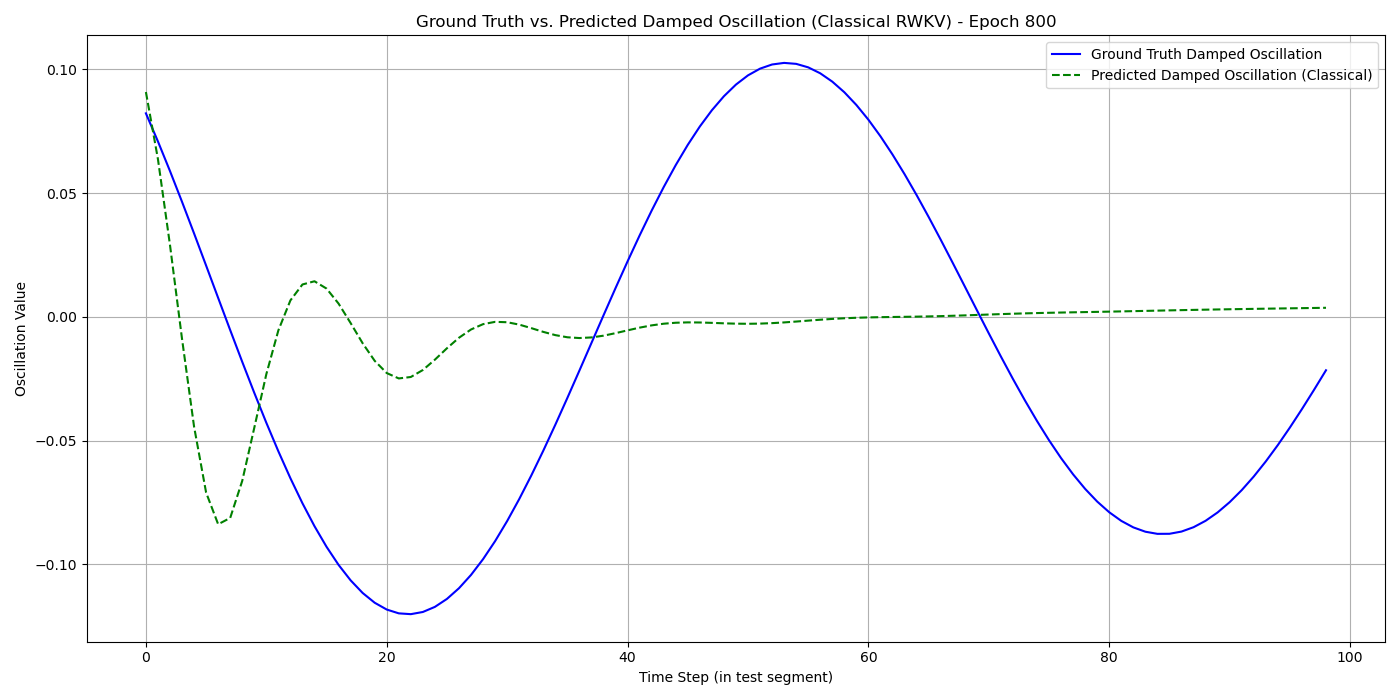 Ground Truth vs. Predicted Damped Oscillation (Classical RWKV) - Epoch 800
Ground Truth Damped Oscillation
Predicted Damped Oscillation (Classical)
Oscillation Value
0.10
0.05
0.00
−0.05
−0.10
0 20 40 60 80 100
Time Step (in test segment)